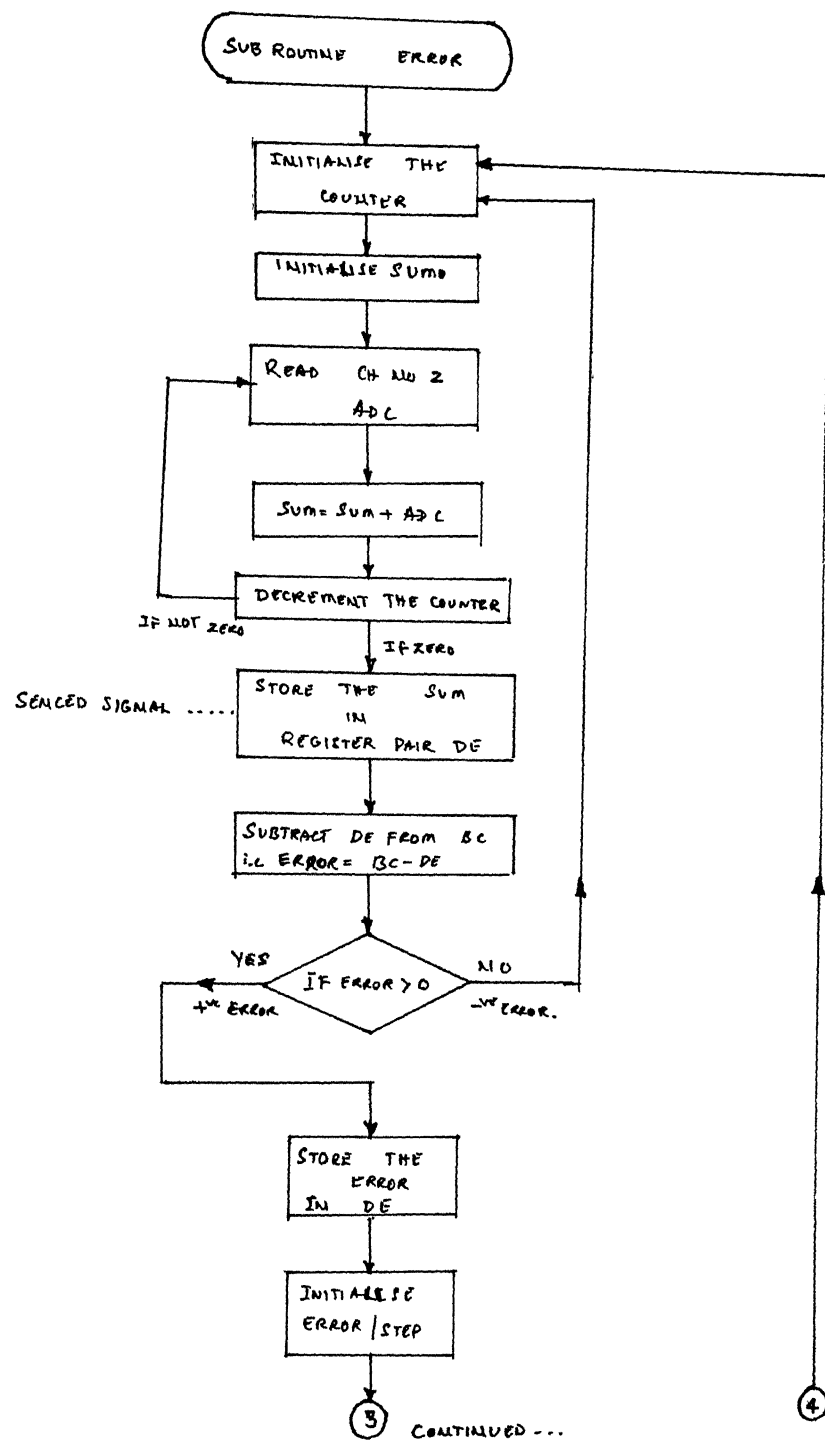 SUB ROUTINE ERROR
INITIALISE THE
COUNTER
INITIALISE SUM0
READ CH NO 2
ADC
SUM = SUM + ADC
DECREMENT THE COUNTER
IF NOT ZERO
IF ZERO
SENCED SIGNAL .....
STORE THE SUM
IN
REGISTER PAIR DE
SUBTRACT DE FROM BC
i.e ERROR = BC - DE
YES
IF ERROR > 0
NO
+ve ERROR
-ve ERROR.
STORE THE
ERROR
IN DE
INITIALISE
ERROR / STEP
3
CONTINUED ...
4